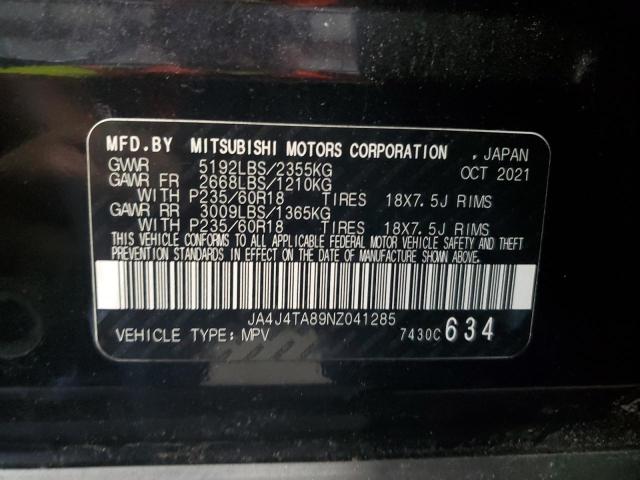 MFD. BY MITSUBISHI MOTORS CORPORATION , JAPAN
GVWR 5192LBS/2355KG OCT 2021
GAWR FR 2668LBS/1210KG
WITH P235/60R18 TIRES 18X7.5J RIMS
GAWR RR 3009LBS/1365KG
WITH P235/60R18 TIRES 18X7.5J RIMS
THIS VEHICLE CONFORMS TO ALL APPLICABLE FEDERAL MOTOR VEHICLE SAFETY AND THEFT
PREVENTION STANDARDS IN EFFECT ON THE DATE OF MANUFACTURE SHOWN ABOVE.
JA4J4TA89NZ041285
VEHICLE TYPE: MPV 7430C 634